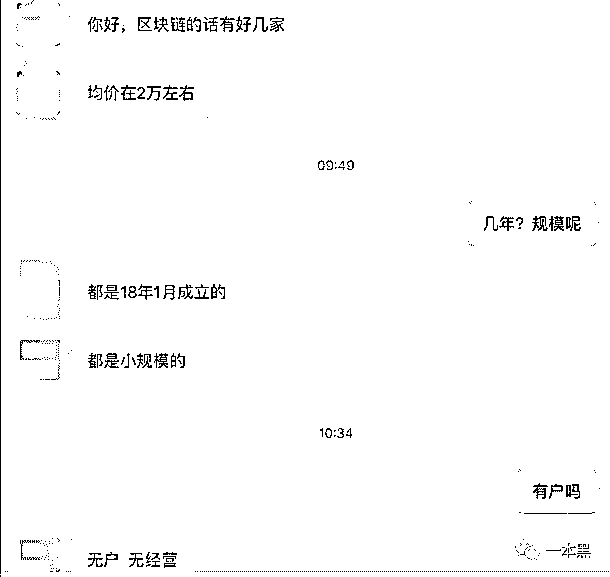 你好，区块链的话有好几家
均价在2万左右
09:49
几年？规模呢
都是18年1月成立的
都是小规模的
10:34
有户吗
无户 无经营
一本黑